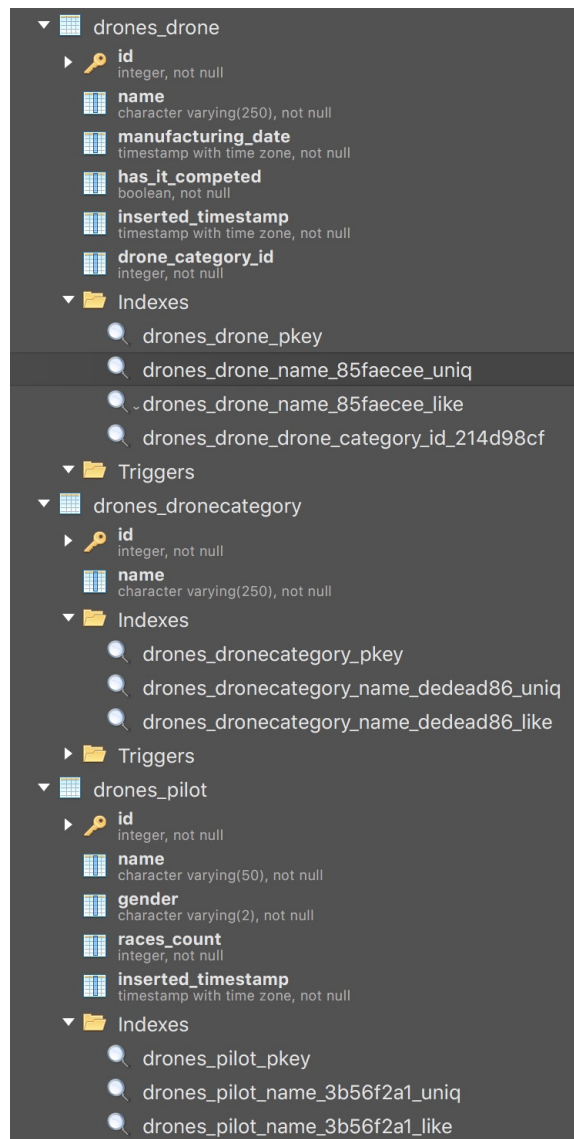 drones_drone
id
integer, not null
name
character varying(250), not null
manufacturing_date
timestamp with time zone, not null
has_it_competed
boolean, not null
inserted_timestamp
timestamp with time zone, not null
drone_category_id
integer, not null
Indexes
drones_drone_pkey
drones_drone_name_85faecee_uniq
drones_drone_name_85faecee_like
drones_drone_drone_category_id_214d98cf
Triggers
drones_dronecategory
id
integer, not null
name
character varying(250), not null
Indexes
drones_dronecategory_pkey
drones_dronecategory_name_dedead86_uniq
drones_dronecategory_name_dedead86_like
Triggers
drones_pilot
id
integer, not null
name
character varying(50), not null
gender
character varying(2), not null
races_count
integer, not null
inserted_timestamp
timestamp with time zone, not null
Indexes
drones_pilot_pkey
drones_pilot_name_3b56f2a1_uniq
drones_pilot_name_3b56f2a1_like